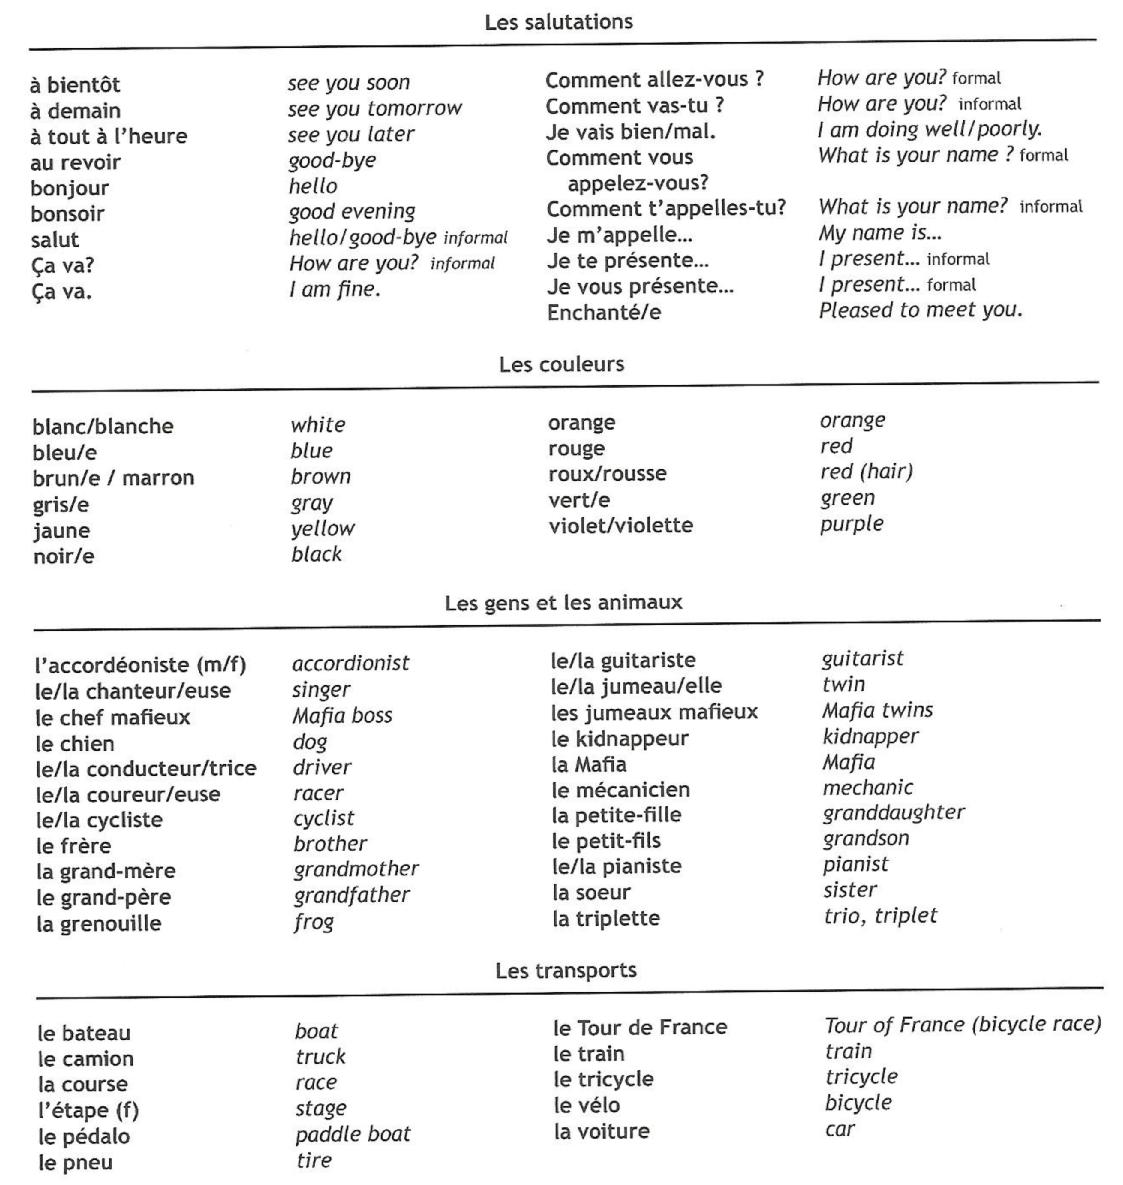 Les salutations
à bientôt see you soon
à demain see you tomorrow
à tout à l'heure see you later
au revoir good-bye
bonjour hello
bonsoir good evening
salut hello/good-bye informal
Ça va? How are you? informal
Ça va. I am fine.
Comment allez-vous ? How are you? formal
Comment vas-tu ? How are you? informal
Je vais bien/mal. I am doing well/poorly.
Comment vous What is your name ? formal
appelez-vous?
Comment t'appelles-tu? What is your name? informal
Je m'appelle... My name is...
Je te présente... I present... informal
Je vous présente... I present... formal
Enchanté/e Pleased to meet you.
Les couleurs
blanc/blanche white
bleu/e blue
brun/e / marron brown
gris/e gray
jaune yellow
noir/e black
orange orange
rouge red
roux/rousse red (hair)
vert/e green
violet/violette purple
Les gens et les animaux
l'accordéoniste (m/f) accordionist
le/la chanteur/euse singer
le chef mafieux Mafia boss
le chien dog
le/la conducteur/trice driver
le/la coureur/euse racer
le/la cycliste cyclist
le frère brother
la grand-mère grandmother
le grand-père grandfather
la grenouille frog
le/la guitariste guitarist
le/la jumeau/elle twin
les jumeaux mafieux Mafia twins
le kidnappeur kidnapper
la Mafia Mafia
le mécanicien mechanic
la petite-fille granddaughter
le petit-fils grandson
le/la pianiste pianist
la soeur sister
la triplette trio, triplet
Les transports
le bateau boat
le camion truck
la course race
l'étape (f) stage
le pédalo paddle boat
le pneu tire
le Tour de France Tour of France (bicycle race)
le train train
le tricycle tricycle
le vélo bicycle
la voiture car